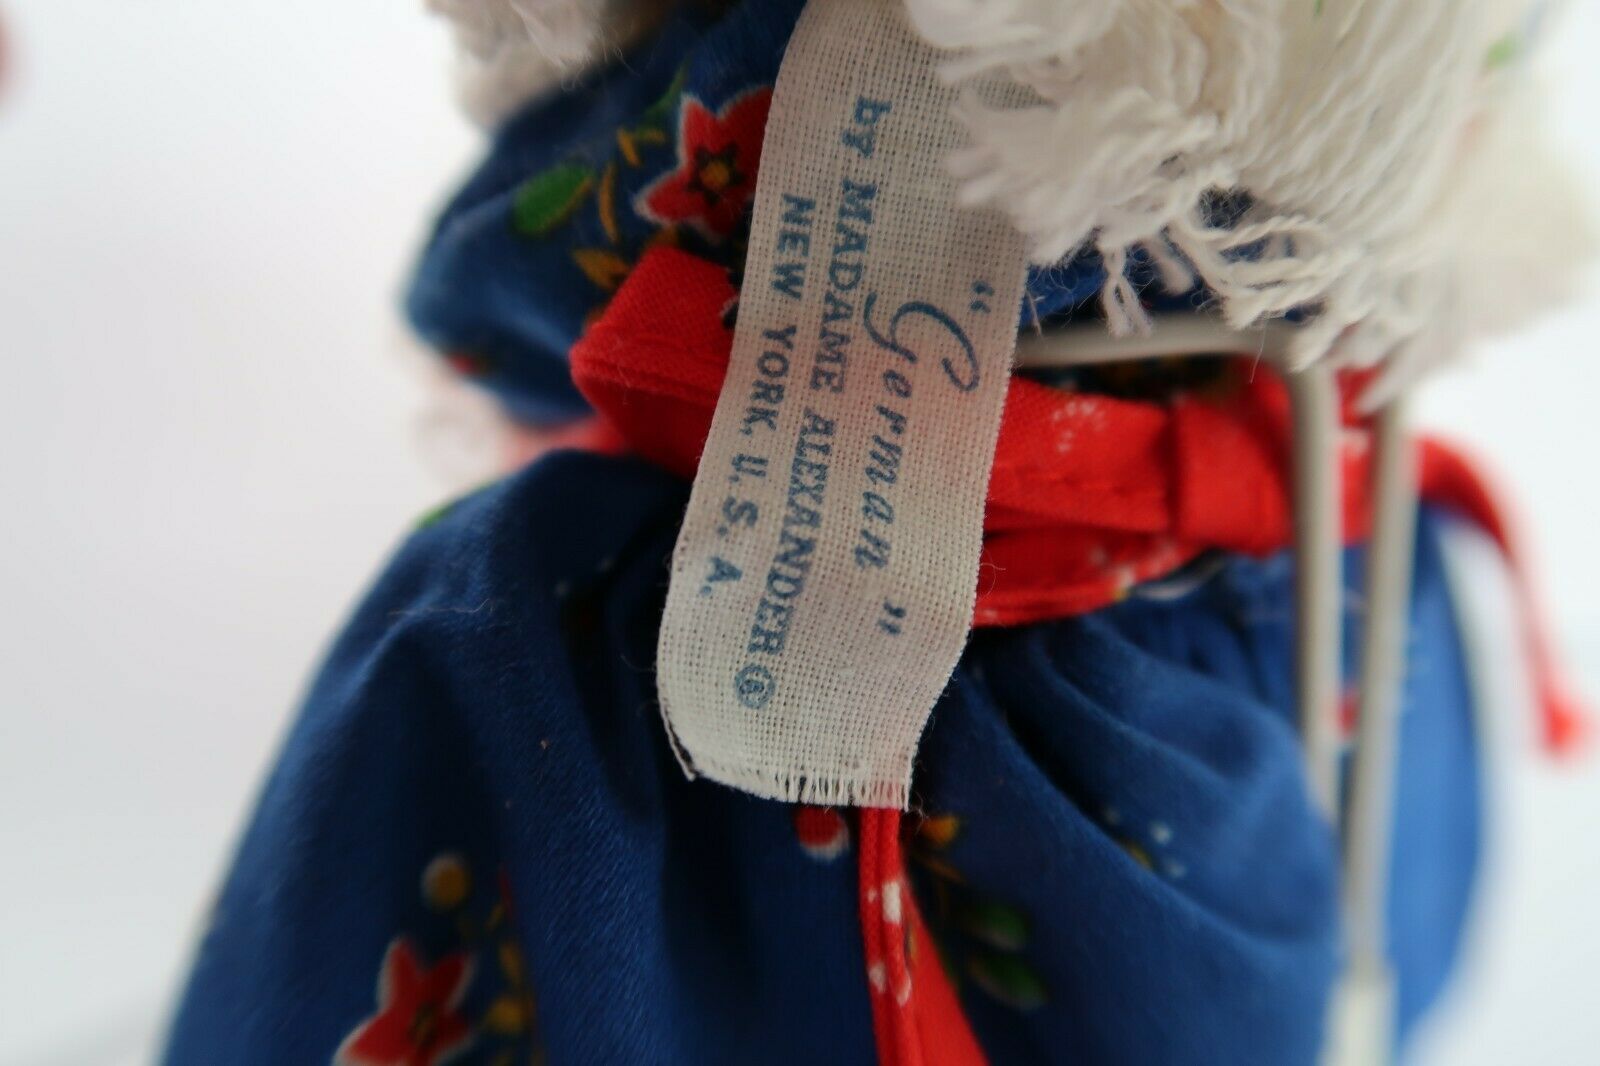 "German"
by MADAME ALEXANDER®
NEW YORK, U.S.A.